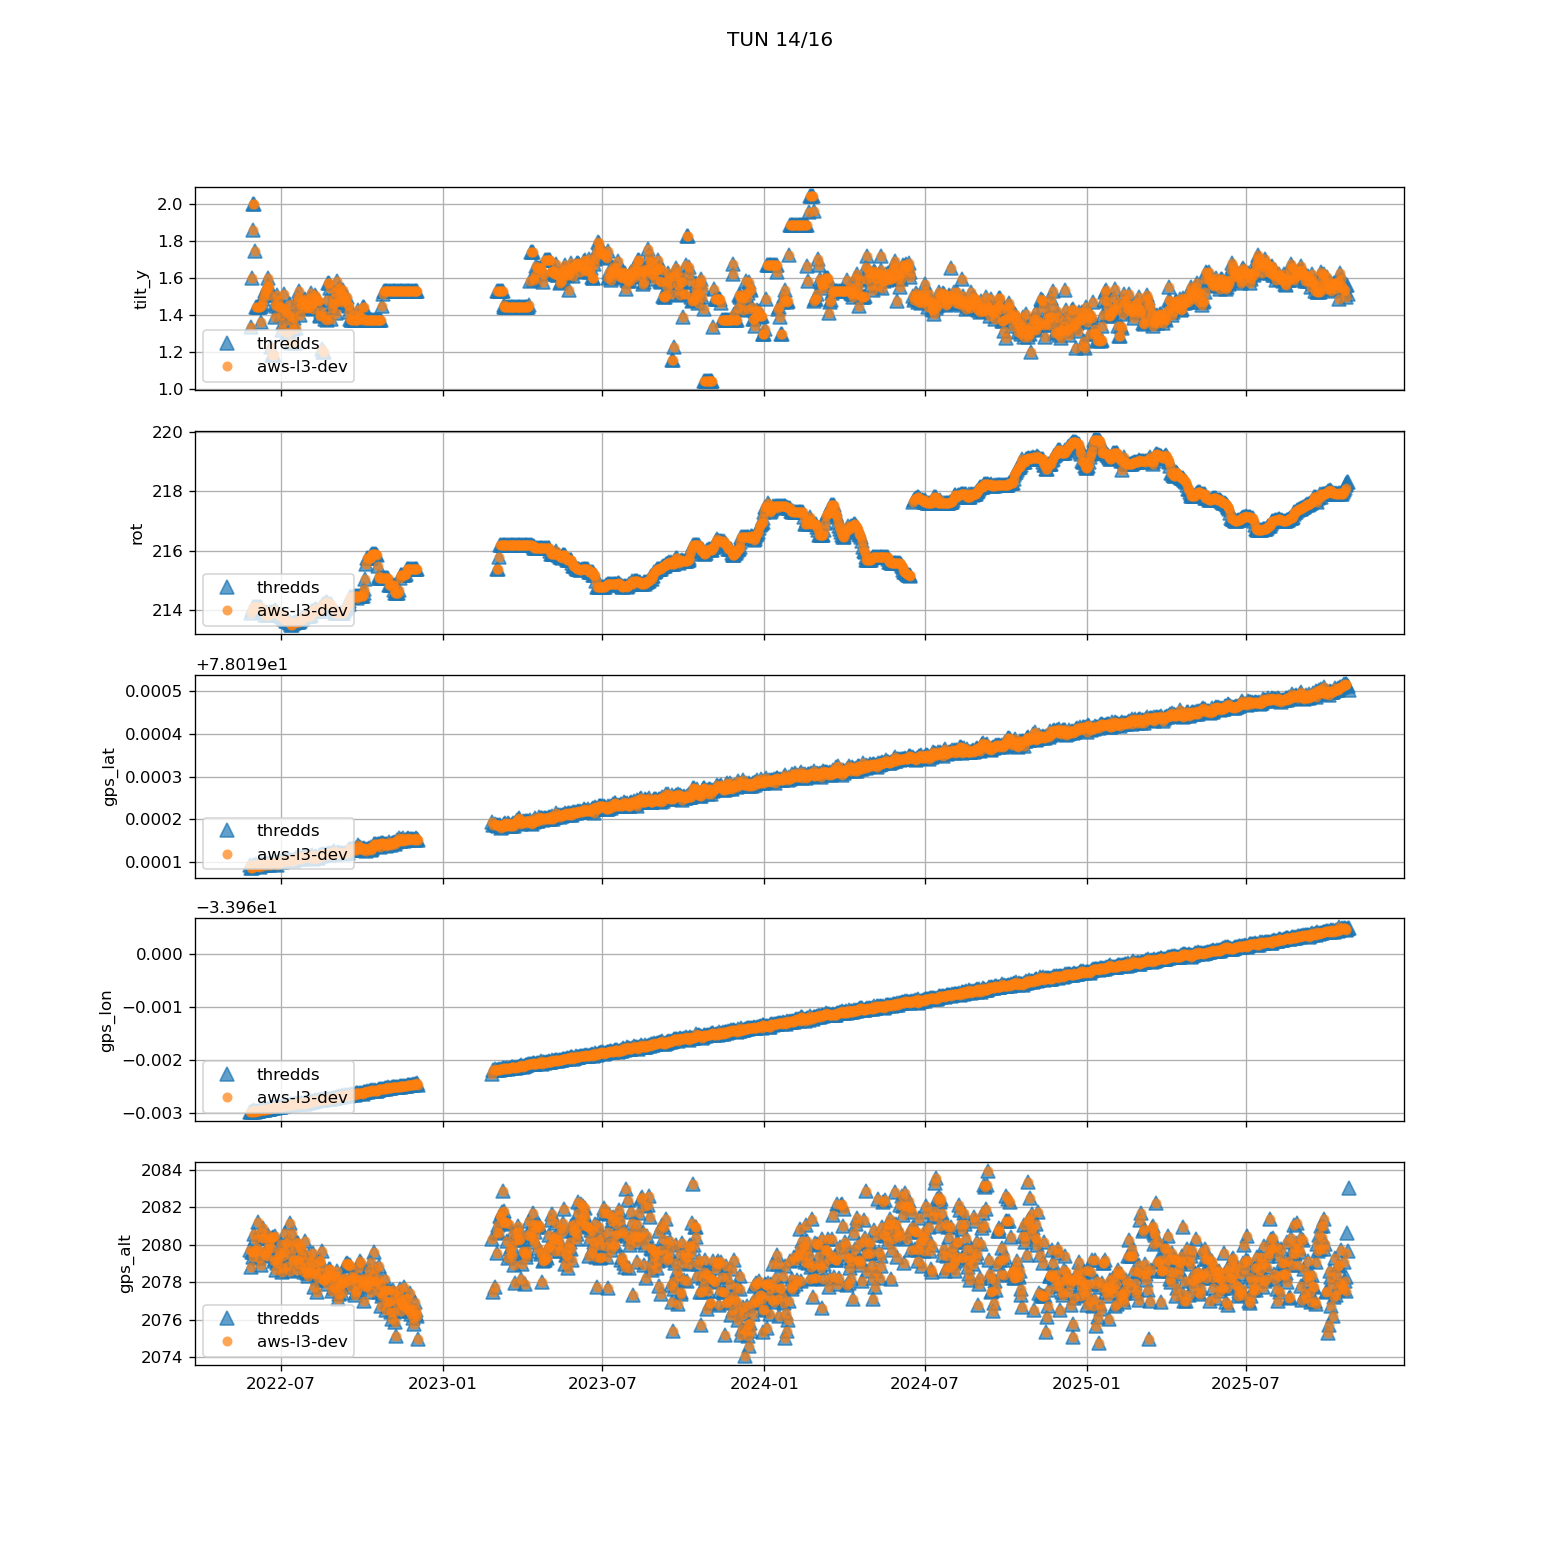 TUN 14/16
2.0
1.8
1.6
1.4
1.2
1.0
tilt_y
thredds
aws-l3-dev
220
218
216
214
rot
thredds
aws-l3-dev
+7.8019e1
0.0005
0.0004
0.0003
0.0002
0.0001
gps_lat
thredds
aws-l3-dev
−3.396e1
0.000
−0.001
−0.002
−0.003
gps_lon
thredds
aws-l3-dev
2084
2082
2080
2078
2076
2074
gps_alt
thredds
aws-l3-dev
2022-07 2023-01 2023-07 2024-01 2024-07 2025-01 2025-07